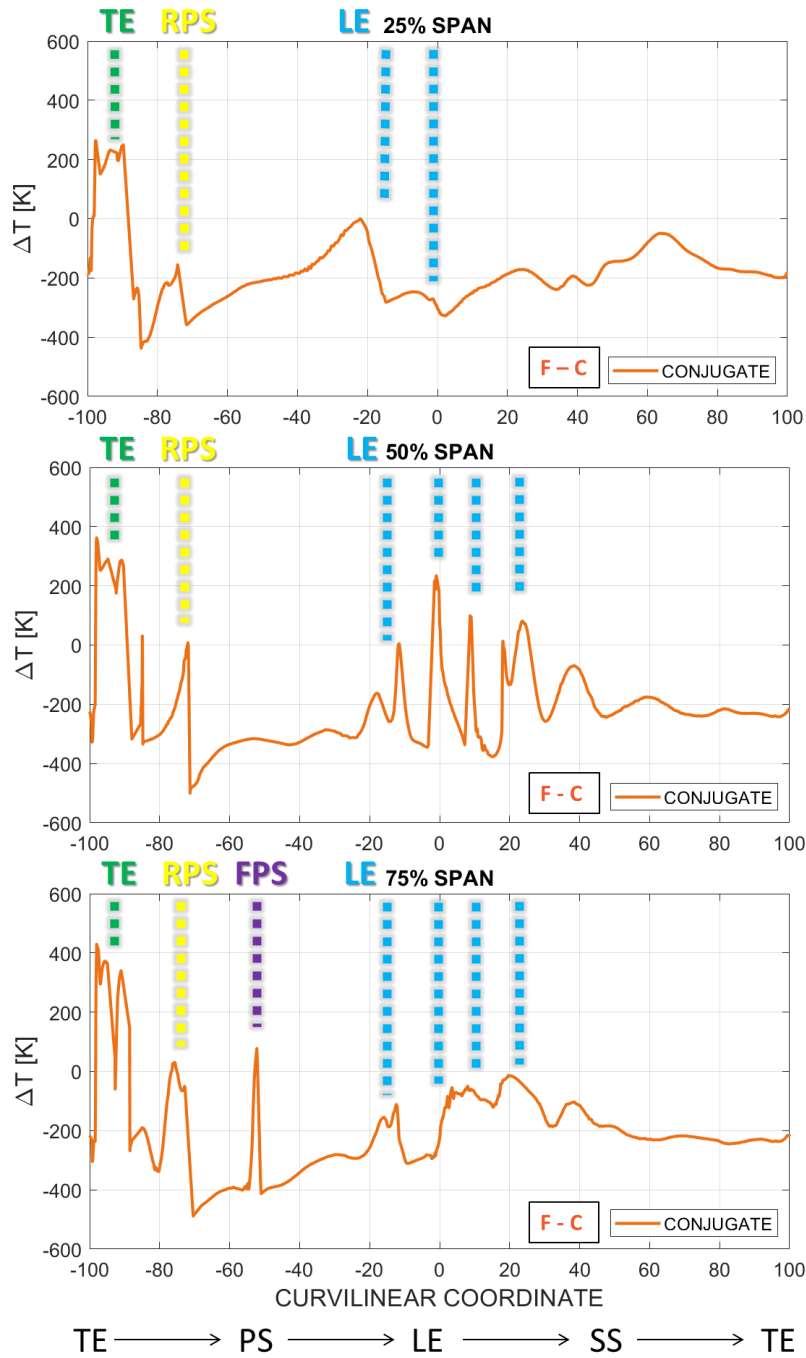 TE RPS LE 25% SPAN
600
400
200
0
-200
-400
-600
ΔT [K]
F – C
CONJUGATE
-100 -80 -60 -40 -20 0 20 40 60 80 100
TE RPS LE 50% SPAN
600
400
200
0
-200
-400
-600
ΔT [K]
F - C
CONJUGATE
-100 -80 -60 -40 -20 0 20 40 60 80 100
TE RPS FPS LE 75% SPAN
600
400
200
0
-200
-400
-600
ΔT [K]
F - C
CONJUGATE
-100 -80 -60 -40 -20 0 20 40 60 80 100
CURVILINEAR COORDINATE
TE → PS → LE → SS → TE